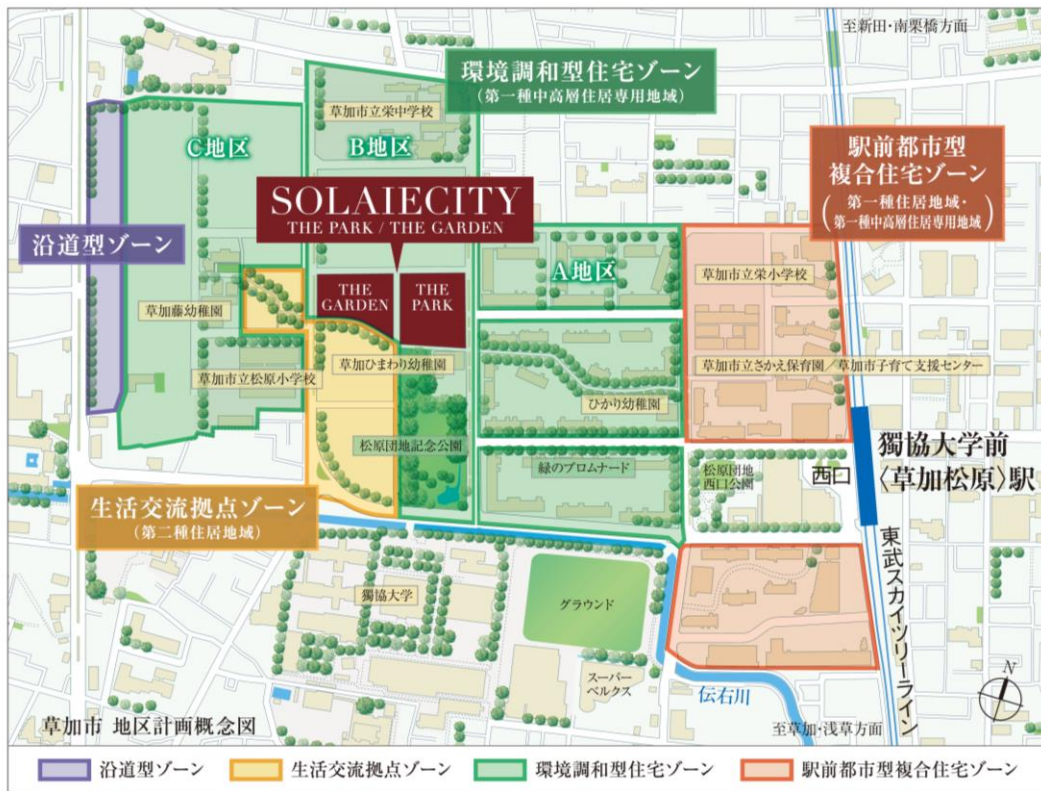 至新田・南栗橋方面
環境調和型住宅ゾーン
(第一種中高層住居専用地域)
草加市立栄中学校
C地区
B地区
駅前都市型
複合住宅ゾーン
(第一種住居地域・
第一種中高層住居専用地域)
SOLAIECITY
THE PARK / THE GARDEN
沿道型ゾーン
A地区
草加市立栄小学校
THE
GARDEN
THE
PARK
草加藤幼稚園
草加ひまわり幼稚園
草加市立さかえ保育園/草加市子育て支援センター
草加市立松原小学校
ひかり幼稚園
松原団地記念公園
緑のプロムナード
松原団地
西口公園
西口
獨協大学前
〈草加松原〉駅
生活交流拠点ゾーン
(第二種住居地域)
東武スカイツリーライン
獨協大学
グラウンド
スーパー
ベルクス
伝右川
N
草加市 地区計画概念図
至草加・浅草方面
沿道型ゾーン
生活交流拠点ゾーン
環境調和型住宅ゾーン
駅前都市型複合住宅ゾーン